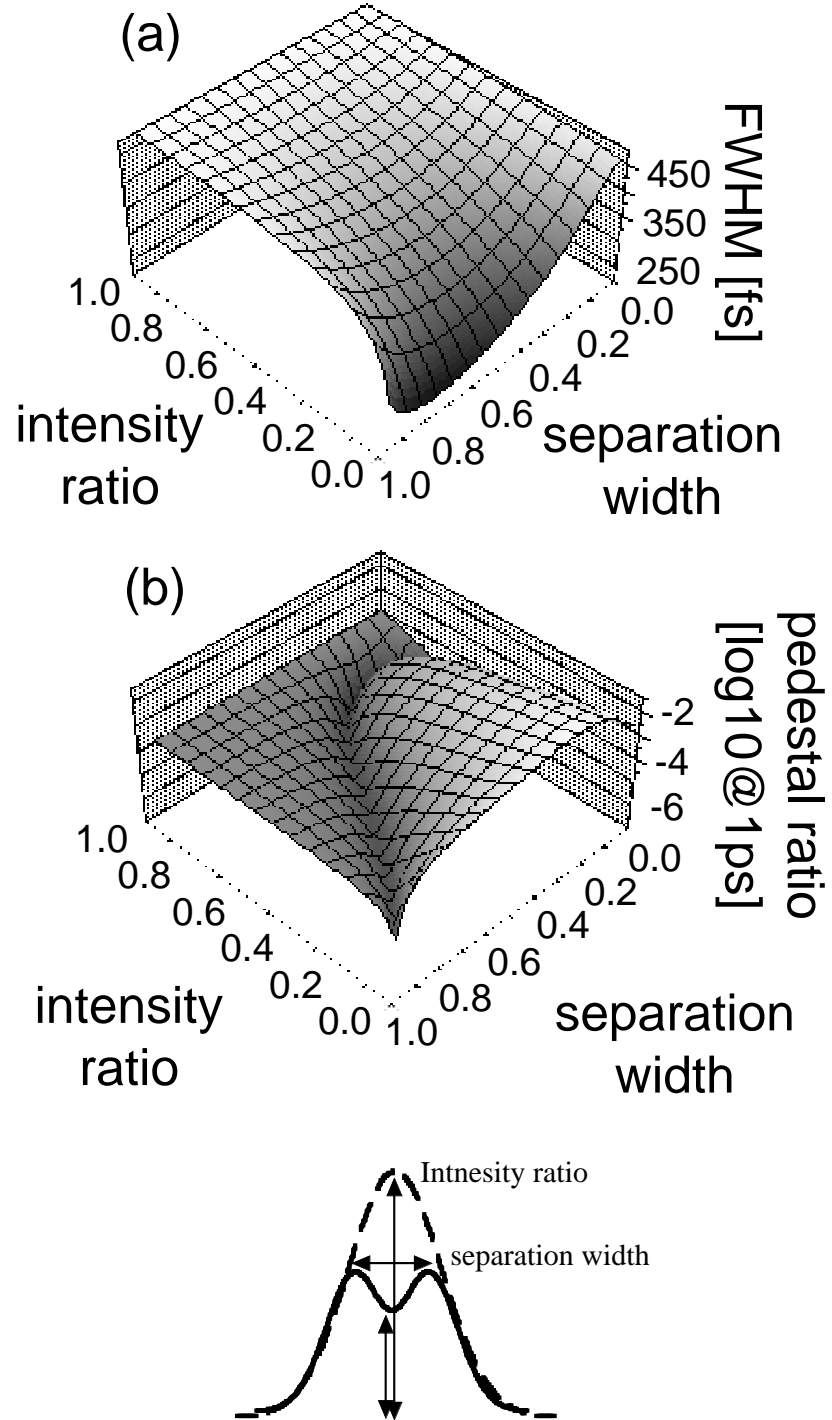 (a)
FWHM [fs]
450
350
250
1.0
0.8
0.6
0.4
0.2
0.0
intensity
ratio
0.0
0.2
0.4
0.6
0.8
1.0
separation
width
(b)
pedestal ratio
[log10@1ps]
-2
-4
-6
1.0
0.8
0.6
0.4
0.2
0.0
intensity
ratio
0.0
0.2
0.4
0.6
0.8
1.0
separation
width
Intnesity ratio
separation width